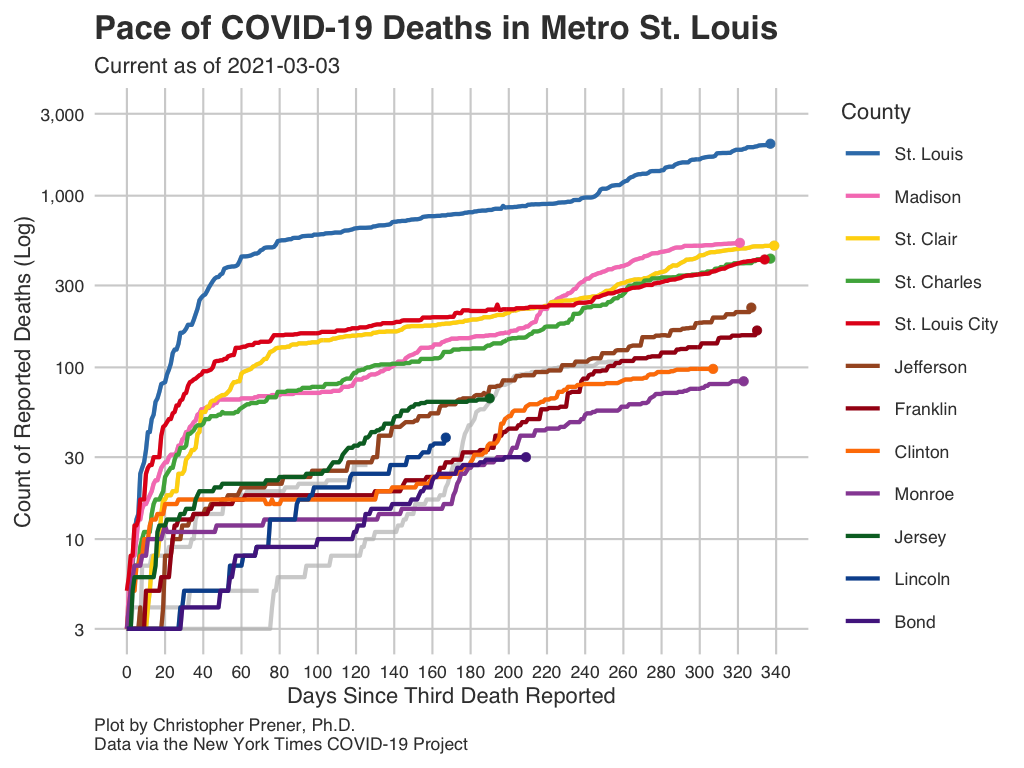 Pace of COVID-19 Deaths in Metro St. Louis
Current as of 2021-03-03
Count of Reported Deaths (Log)
3,000
1,000
300
100
30
10
3
0 20 40 60 80 100 120 140 160 180 200 220 240 260 280 300 320 340
Days Since Third Death Reported
County
St. Louis
Madison
St. Clair
St. Charles
St. Louis City
Jefferson
Franklin
Clinton
Monroe
Jersey
Lincoln
Bond
Plot by Christopher Prener, Ph.D.
Data via the New York Times COVID-19 Project